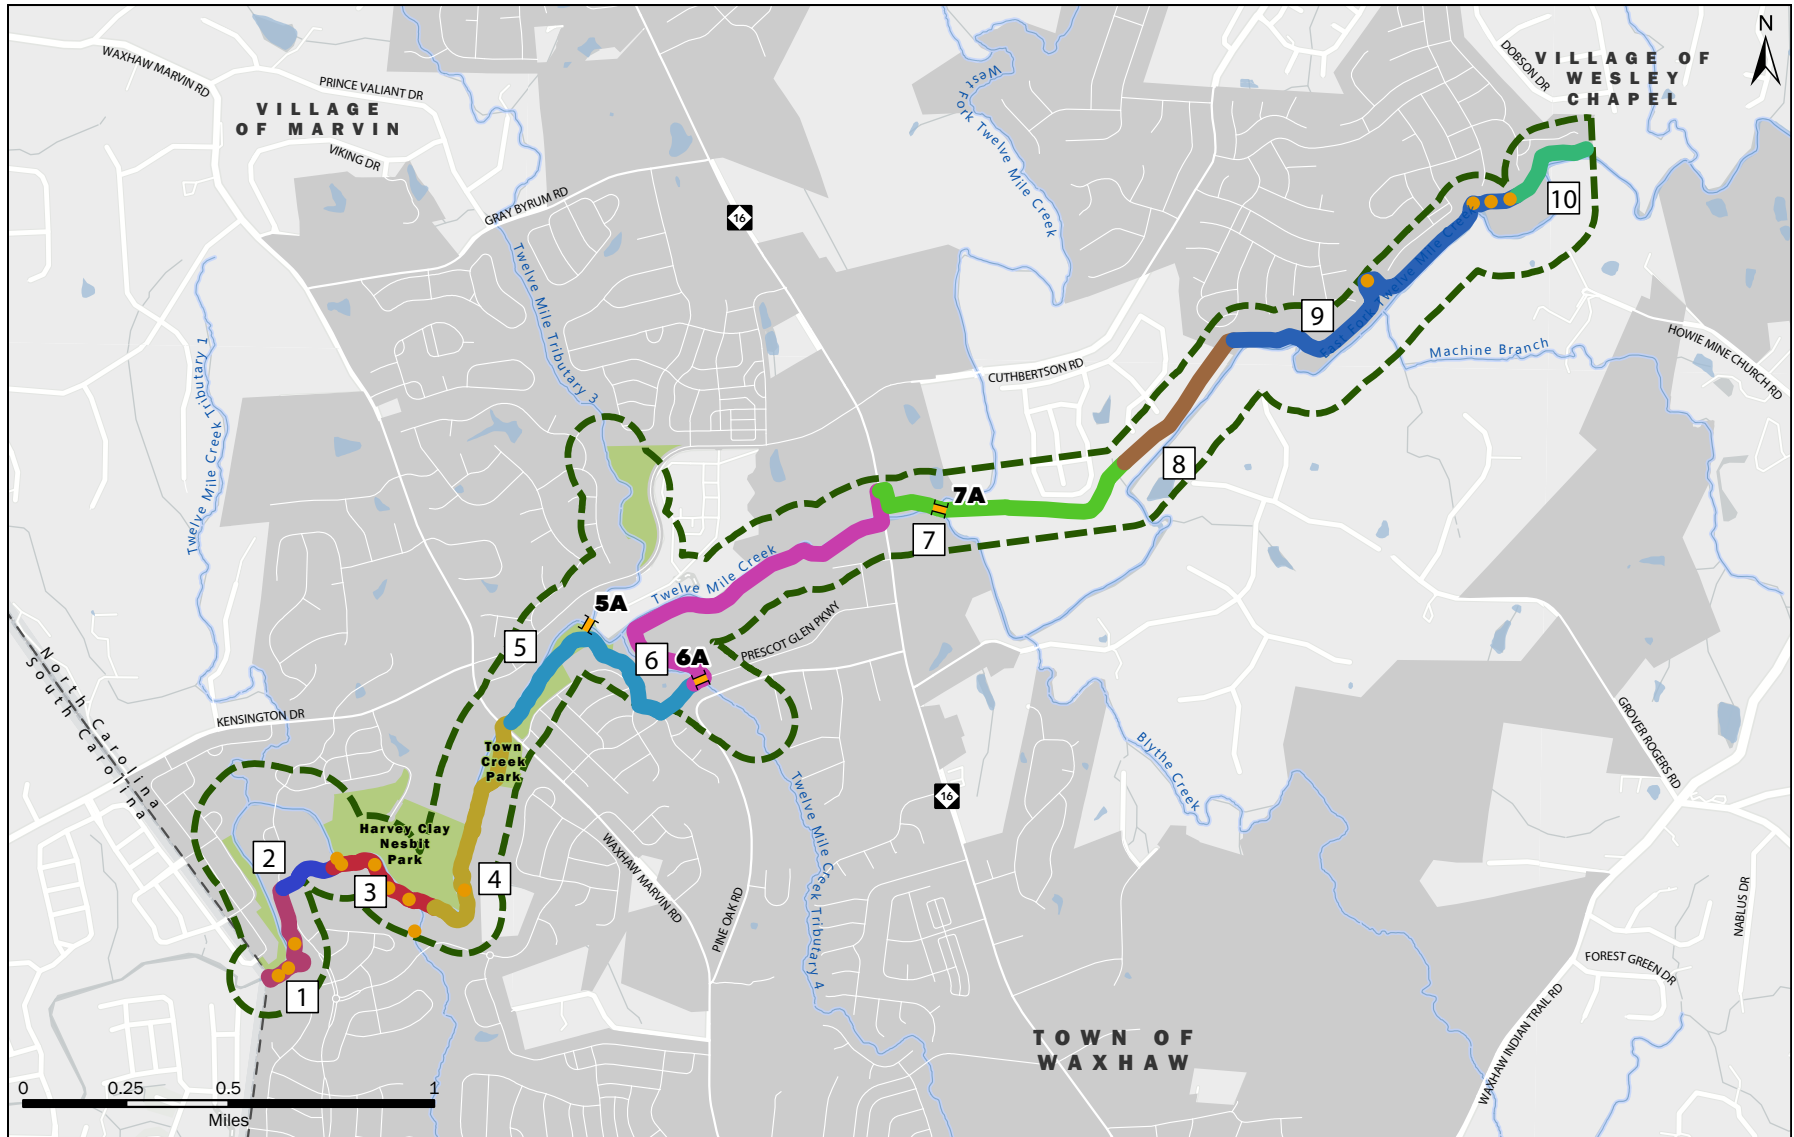 N
VILLAGE OF
WESLEY
CHAPEL
DOBSON DR
WAXHAW MARVIN RD
PRINCE VALIANT DR
VILLAGE
OF MARVIN
VIKING DR
GRAY BYRUM RD
16
West Fork Twelve Mile Creek
10
Twelve Mile Tributary 3
East Fork Twelve Mile Creek
9
Machine Branch
HOWIE MINE CHURCH RD
CUTHBERTSON RD
Twelve Mile Creek Tributary 1
8
7A
7
Twelve Mile Creek
5A
5
6
6A
PRESCOT GLEN PKWY
North Carolina
South Carolina
KENSINGTON DR
Town
Creek
Park
Blythe Creek
GROVER ROGERS RD
16
Harvey Clay
Nesbit
Park
2
3
4
WAXHAW MARVIN RD
PINE OAK RD
Twelve Mile Creek Tributary 4
NABLUS DR
FOREST GREEN DR
1
WAXHAW INDIAN TRAIL RD
TOWN OF
WAXHAW
0 0.25 0.5 1
Miles